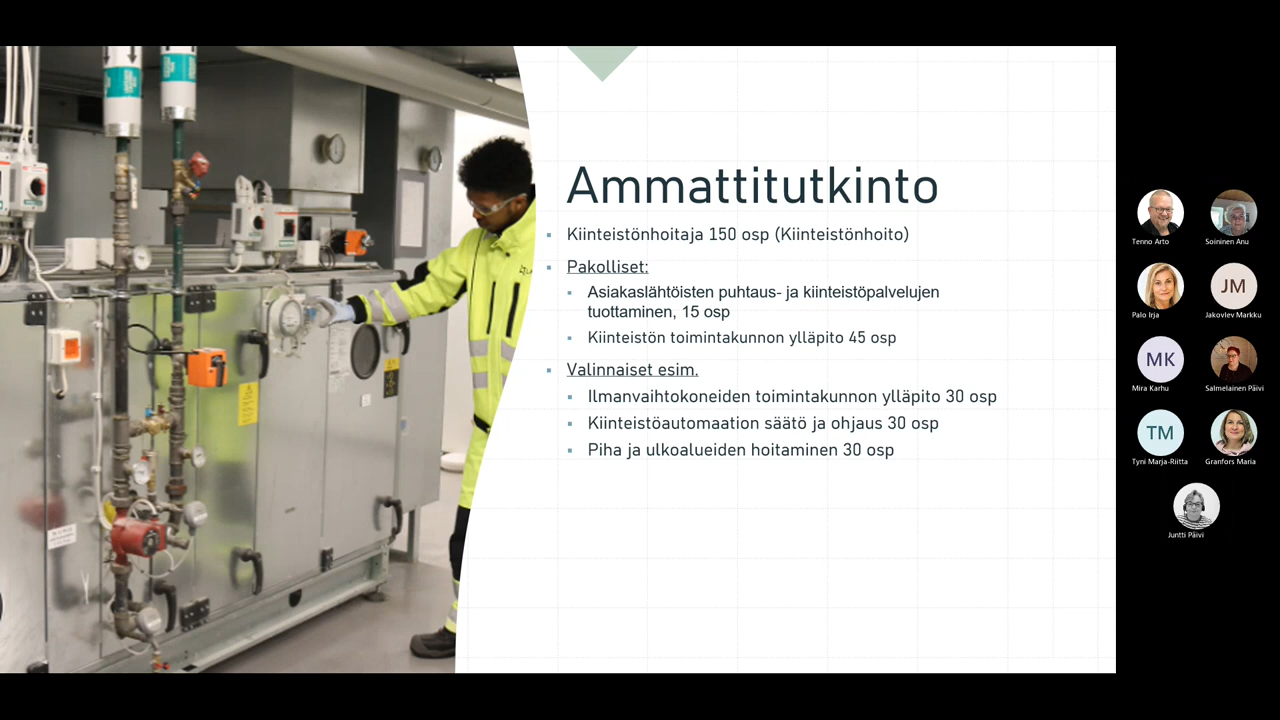 Ammattitutkinto
Kiinteistönhoitaja 150 osp (Kiinteistönhoito)
Pakolliset:
Asiakaslähtöisten puhtaus- ja kiinteistöpalvelujen
tuottaminen, 15 osp
Kiinteistön toimintakunnon ylläpito 45 osp
Valinnaiset esim.
Ilmanvaihtokoneiden toimintakunnon ylläpito 30 osp
Kiinteistöautomaation säätö ja ohjaus 30 osp
Piha ja ulkoalueiden hoitaminen 30 osp
Tenno Arto
Soininen Anu
Palo Irja
JM
Jakovlev Markku
MK
Mira Karhu
Salmelainen Päivi
TM
Tyni Marja-Riitta
Granfors Maria
Juntti Päivi